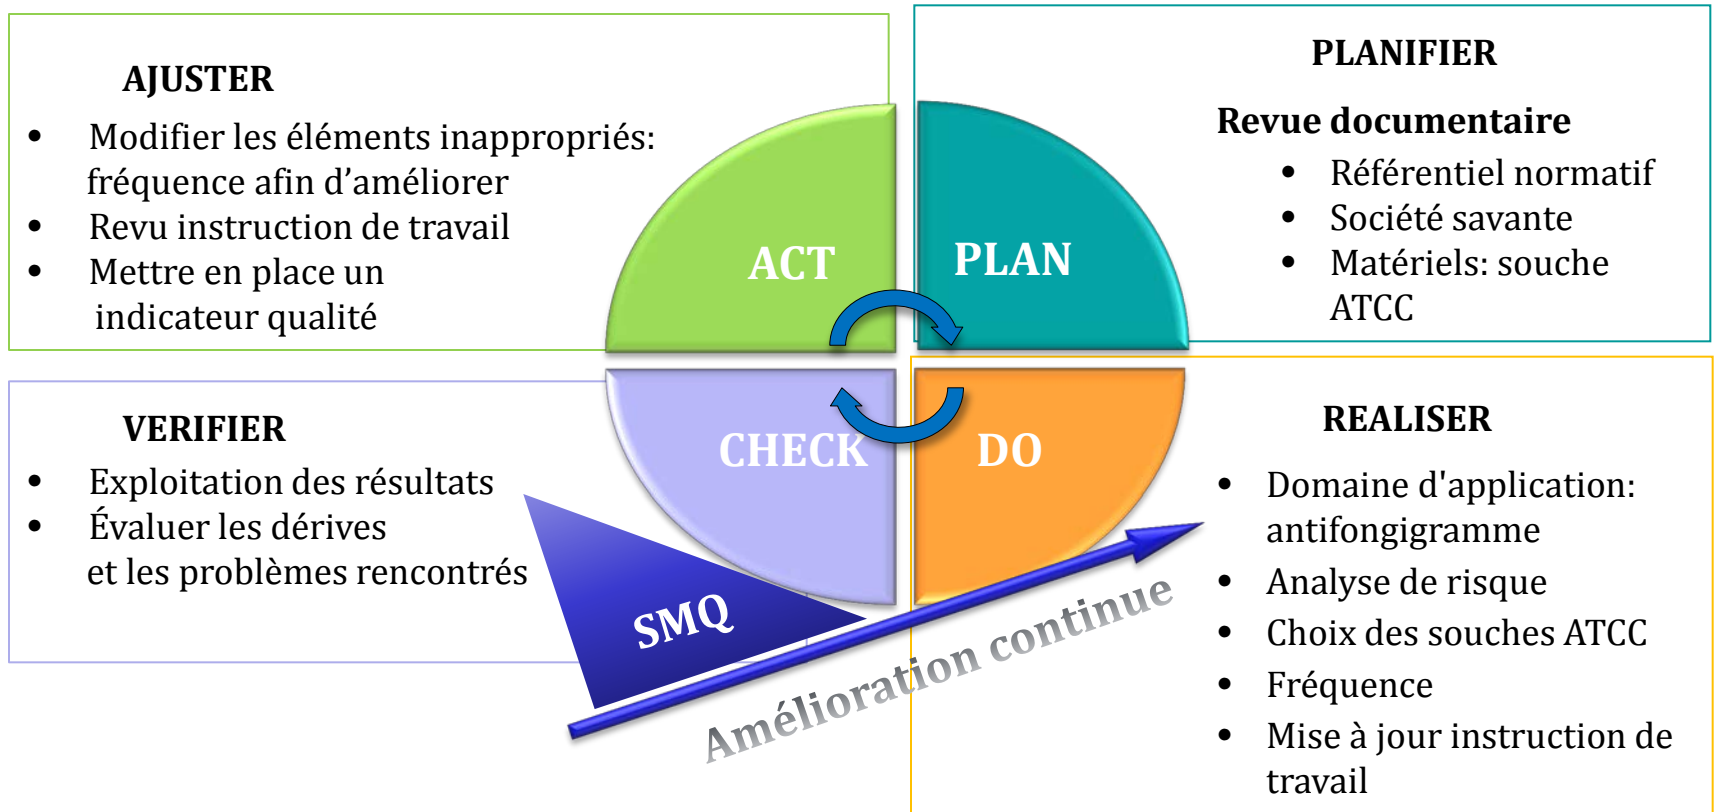 AJUSTER
• Modifier les éléments inappropriés:
fréquence afin d’améliorer
• Revu instruction de travail
• Mettre en place un
indicateur qualité
PLANIFIER
Revue documentaire
• Référentiel normatif
• Société savante
• Matériels: souche
ATCC
ACT
PLAN
CHECK
DO
VERIFIER
• Exploitation des résultats
• Évaluer les dérives
et les problèmes rencontrés
REALISER
• Domaine d'application:
antifongigramme
• Analyse de risque
• Choix des souches ATCC
• Fréquence
• Mise à jour instruction de
travail
SMQ
Amélioration continue